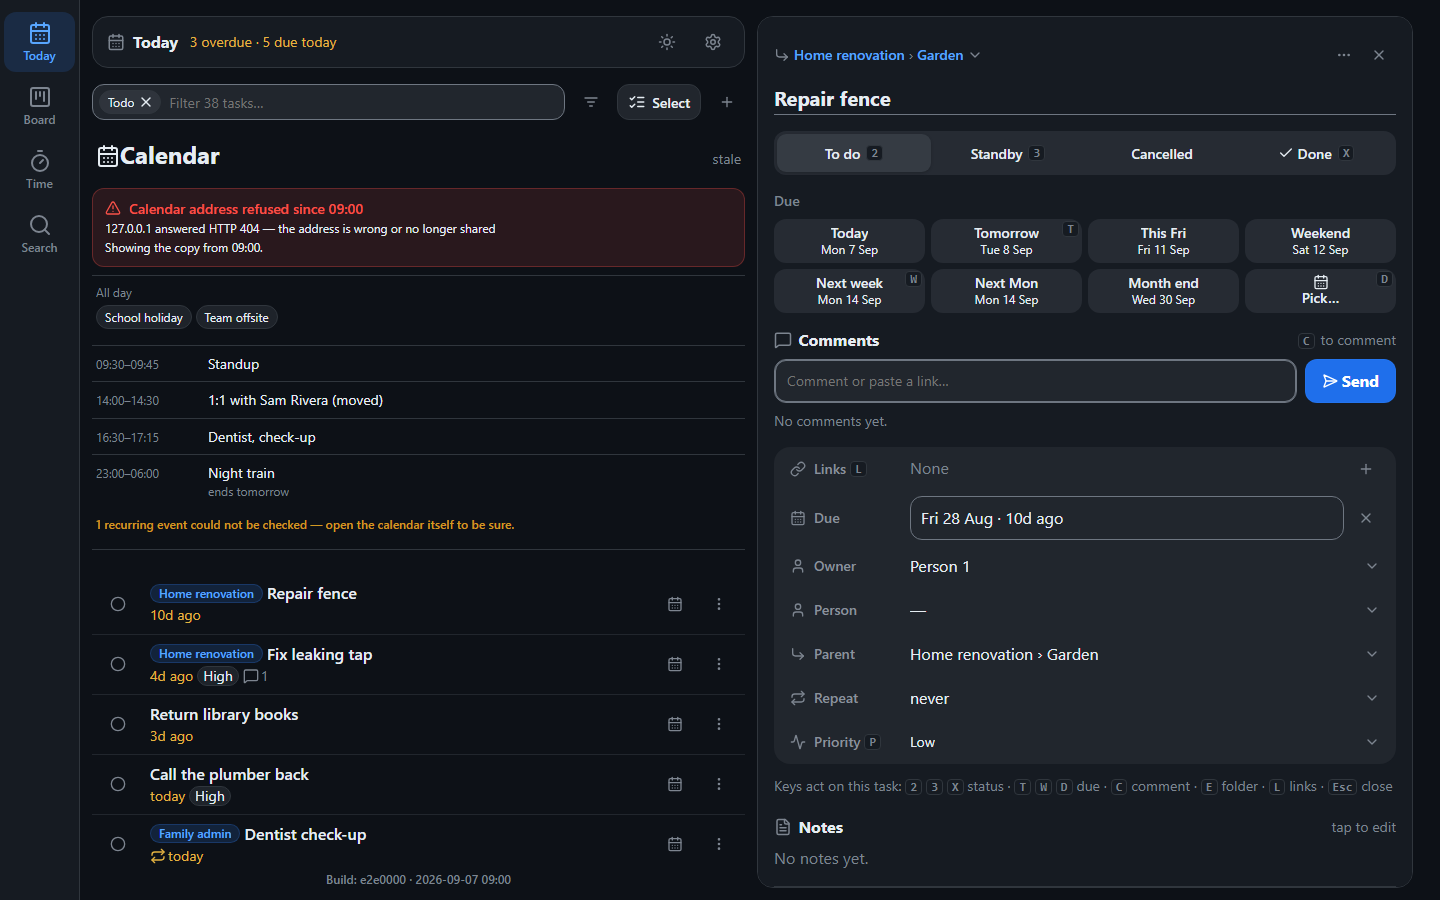 Today
Board
Time
Search
Today 3 overdue · 5 due today
Todo Filter 38 tasks...
Select
Calendar
stale
Calendar address refused since 09:00
127.0.0.1 answered HTTP 404 — the address is wrong or no longer shared
Showing the copy from 09:00.
All day
School holiday Team offsite
09:30–09:45 Standup
14:00–14:30 1:1 with Sam Rivera (moved)
16:30–17:15 Dentist, check-up
23:00–06:00 Night train
ends tomorrow
1 recurring event could not be checked — open the calendar itself to be sure.
Home renovation Repair fence
10d ago
Home renovation Fix leaking tap
4d ago High 1
Return library books
3d ago
Call the plumber back
today High
Family admin Dentist check-up
today
Build: e2e0000 · 2026-09-07 09:00
Home renovation › Garden
Repair fence
To do 2 Standby 3 Cancelled Done X
Due
Today Tomorrow T This Fri Weekend
Mon 7 Sep Tue 8 Sep Fri 11 Sep Sat 12 Sep
Next week W Next Mon Month end D
Mon 14 Sep Mon 14 Sep Wed 30 Sep Pick...
Comments C to comment
Comment or paste a link... Send
No comments yet.
Links L None
Due Fri 28 Aug · 10d ago
Owner Person 1
Person —
Parent Home renovation › Garden
Repeat never
Priority P Low
Keys act on this task: 2 3 X status · T W D due · C comment · E folder · L links · Esc close
Notes tap to edit
No notes yet.